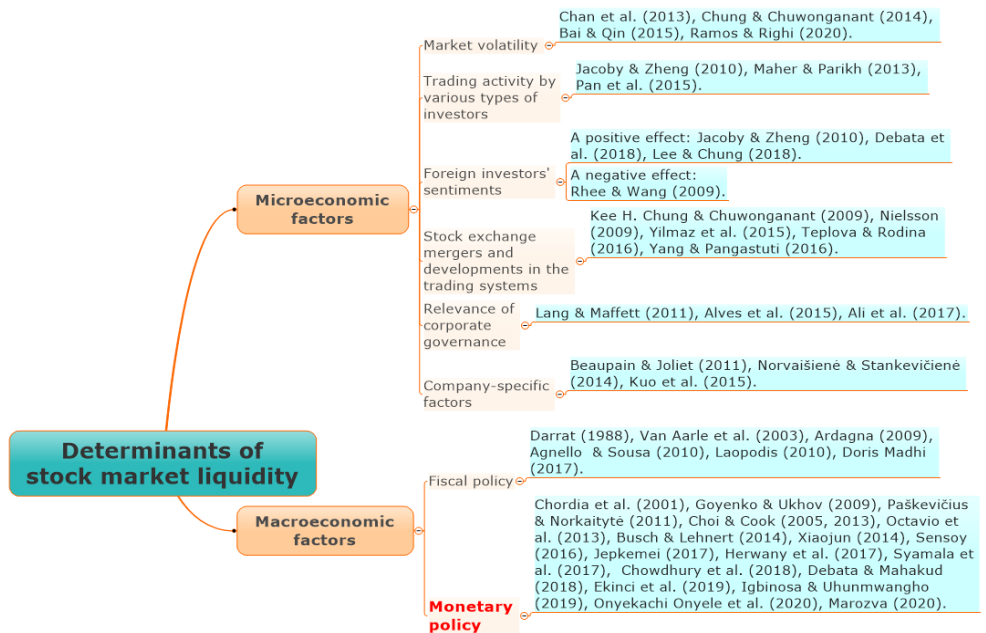 Determinants of
stock market liquidity
Microeconomic
factors
Market volatility
Chan et al. (2013), Chung & Chuwonganant (2014),
Bai & Qin (2015), Ramos & Righi (2020).
Trading activity by
various types of
investors
Jacoby & Zheng (2010), Maher & Parikh (2013),
Pan et al. (2015).
Foreign investors'
sentiments
A positive effect: Jacoby & Zheng (2010), Debata et
al. (2018), Lee & Chung (2018).
A negative effect:
Rhee & Wang (2009).
Stock exchange
mergers and
developments in the
trading systems
Kee H. Chung & Chuwonganant (2009), Nielsson
(2009), Yilmaz et al. (2015), Teplova & Rodina
(2016), Yang & Pangastuti (2016).
Relevance of
corporate
governance
Lang & Maffett (2011), Alves et al. (2015), Ali et al. (2017).
Company-specific
factors
Beaupain & Joliet (2011), Norvaišienė & Stankevičienė
(2014), Kuo et al. (2015).
Macroeconomic
factors
Fiscal policy
Darrat (1988), Van Aarle et al. (2003), Ardagna (2009),
Agnello & Sousa (2010), Laopodis (2010), Doris Madhi
(2017).
Monetary
policy
Chordia et al. (2001), Goyenko & Ukhov (2009), Paškevičius
& Norkaitytė (2011), Choi & Cook (2005, 2013), Octavio et
al. (2013), Busch & Lehnert (2014), Xiaojun (2014), Sensoy
(2016), Jepkemei (2017), Herwany et al. (2017), Syamala et
al. (2017), Chowdhury et al. (2018), Debata & Mahakud
(2018), Ekinci et al. (2019), Igbinosa & Uhunmwangho
(2019), Onyekachi Onyele et al. (2020), Marozva (2020).